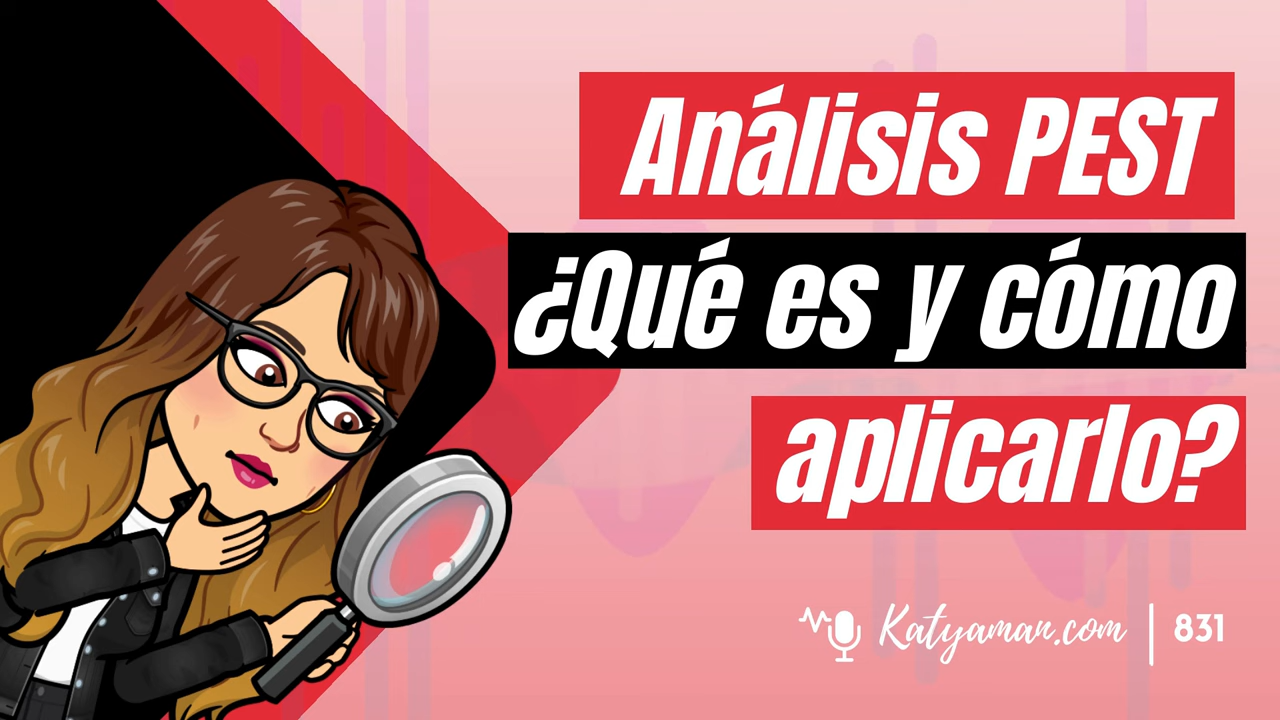 Análisis PEST
¿Qué es y cómo
aplicarlo?
Katyaman.com | 831